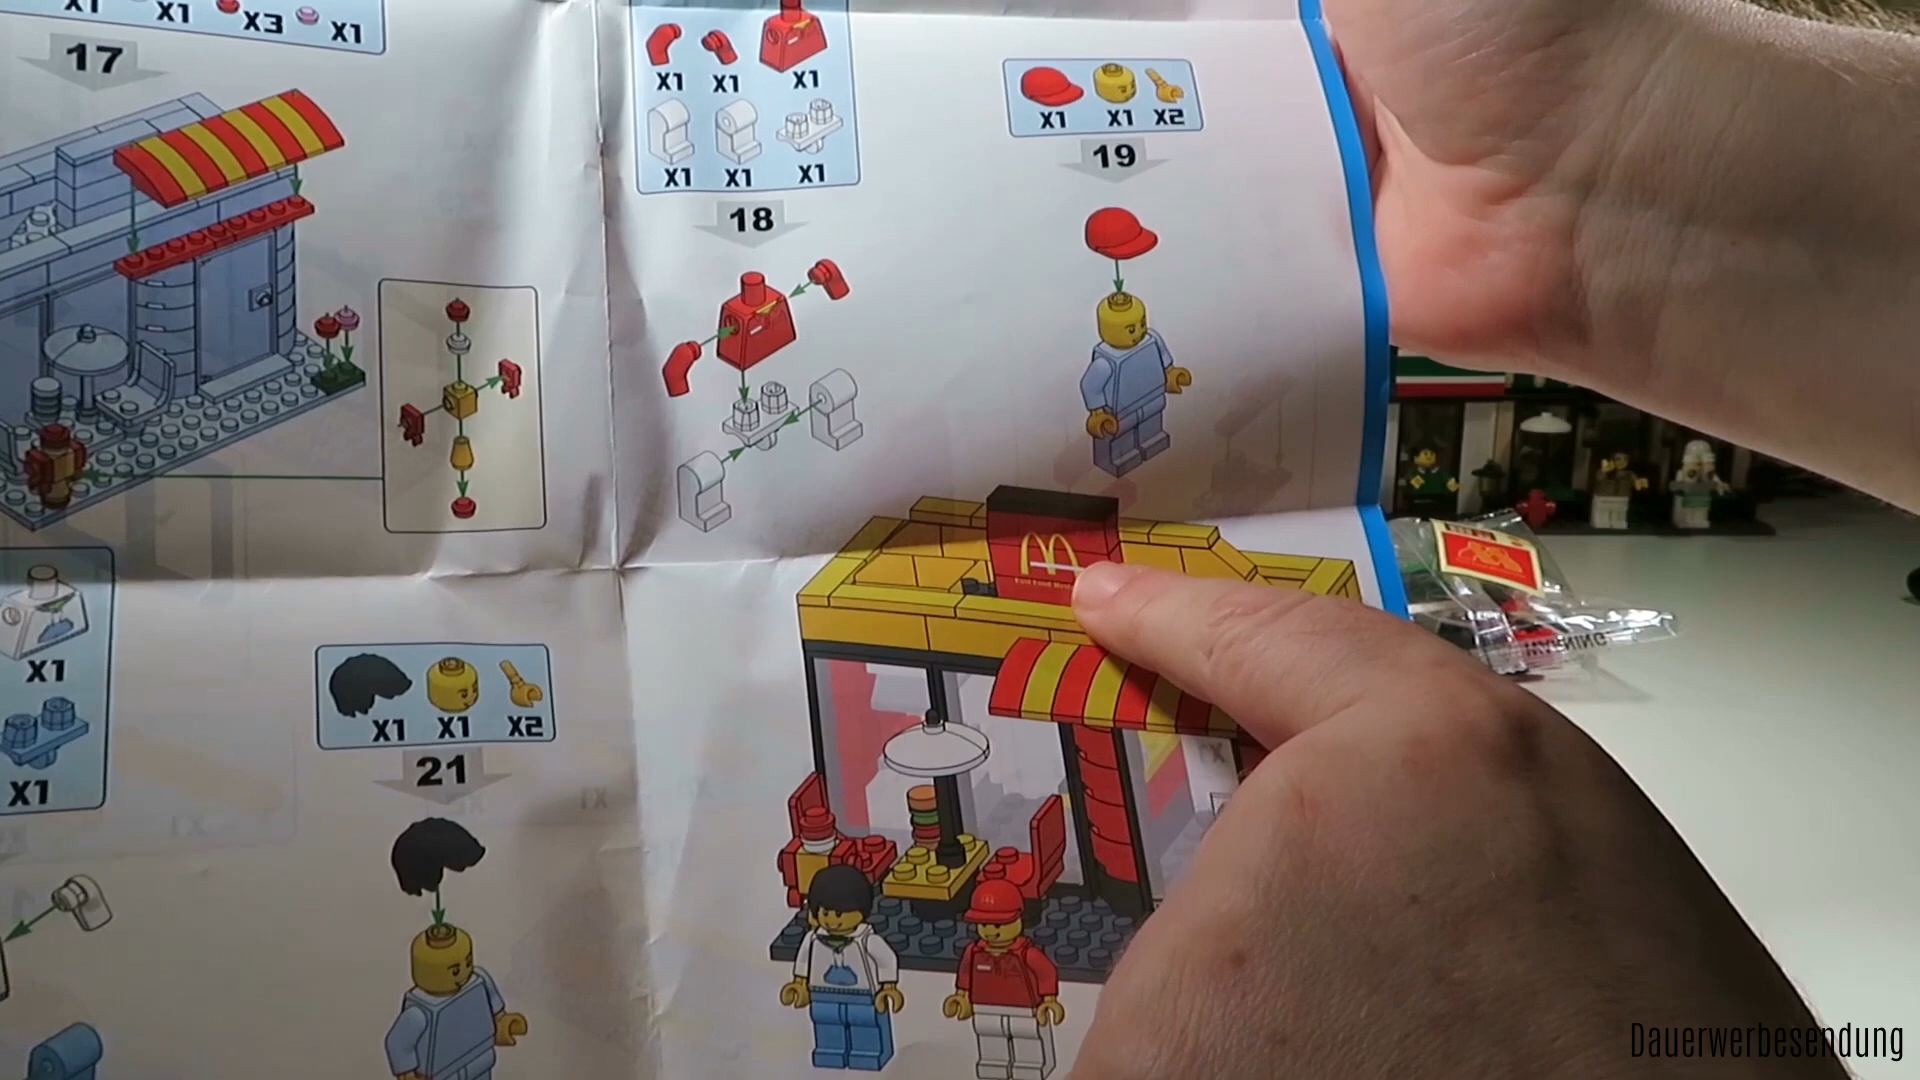 X1 X1 X3 X1
17
X1 X1 X1
X1 X1 X1
18
X1 X1 X2
19
X1
X1
X1 X1 X2
21
M
WARNING
Dauerwerbesendung